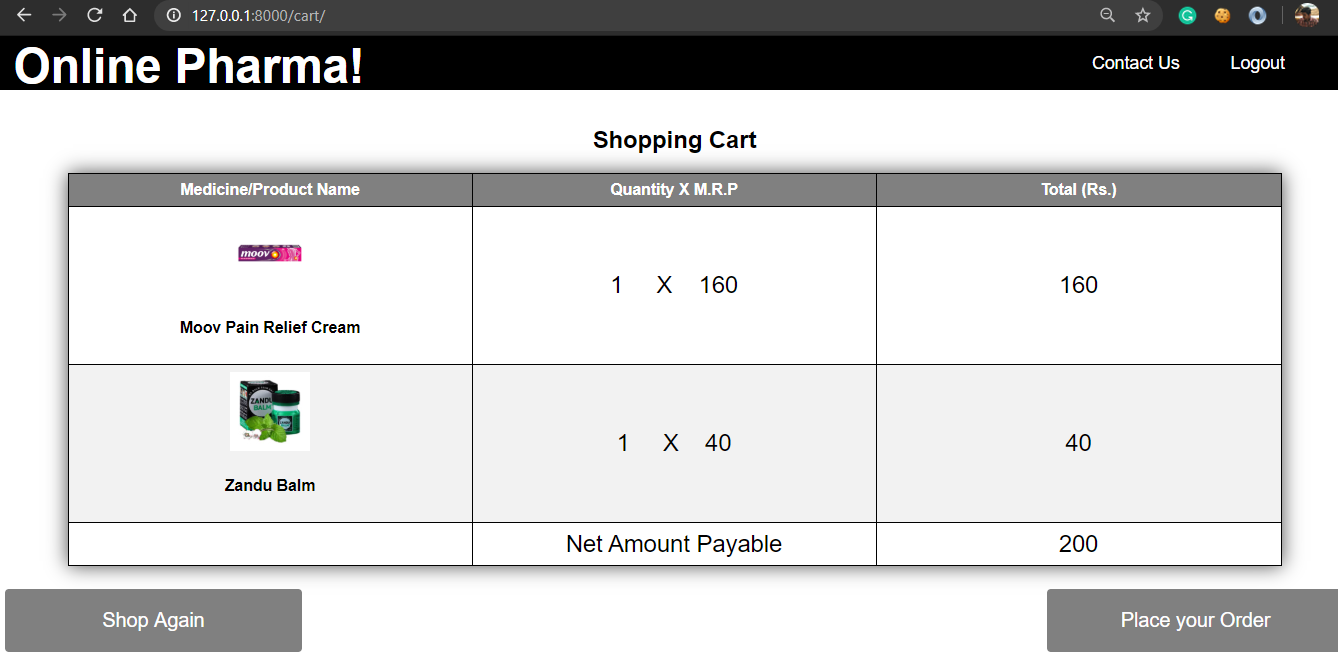 127.0.0.1:8000/cart/
Online Pharma!
Contact Us
Logout
Shopping Cart
Medicine/Product Name
Quantity X M.R.P
Total (Rs.)
moov
Moov Pain Relief Cream
1 X 160
160
ZANDU
BALM
Zandu Balm
1 X 40
40
Net Amount Payable
200
Shop Again
Place your Order